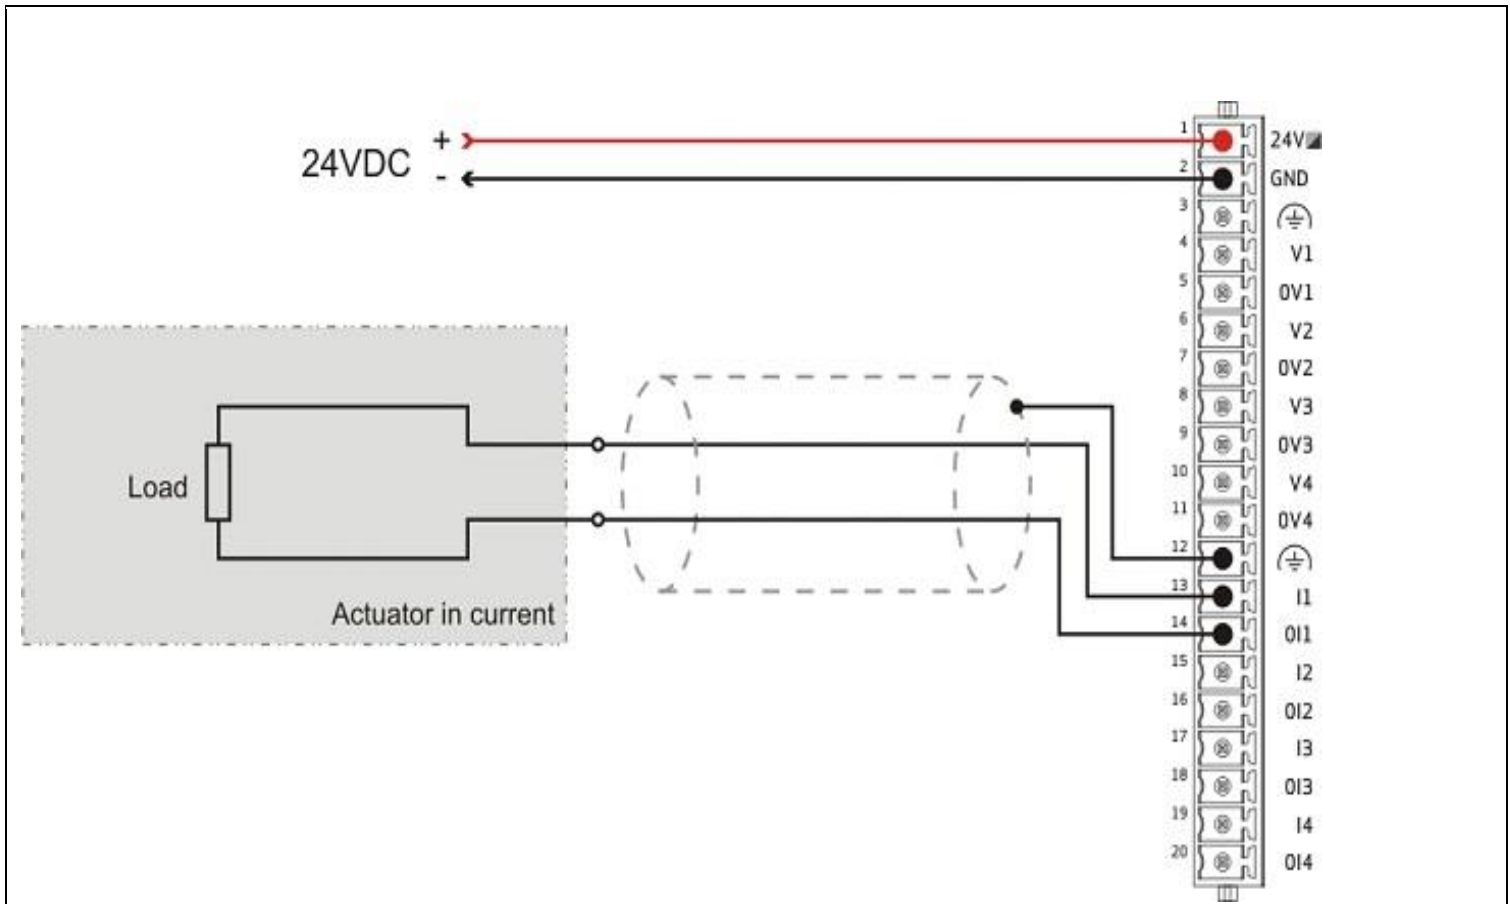 24VDC
+
-
1 24V
2 GND
3
4 V1
5 0V1
6 V2
7 0V2
8 V3
9 0V3
10 V4
11 0V4
12
13 I1
14 0I1
15 I2
16 0I2
17 I3
18 0I3
19 I4
20 0I4
Load
Actuator in current